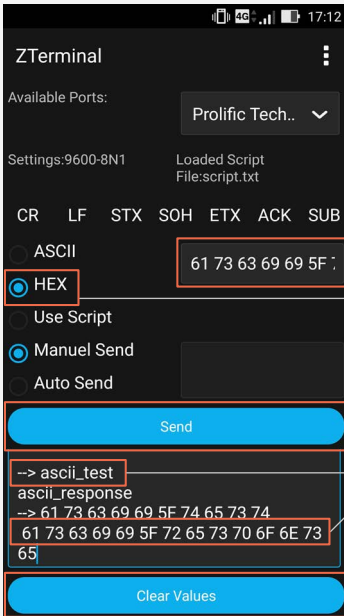 4G 17:12
ZTerminal
Available Ports:
Prolific Tech..
Settings:9600-8N1
Loaded Script
File:script.txt
CR LF STX SOH ETX ACK SUB
ASCII
61 73 63 69 69 5F
HEX
Use Script
Manuel Send
Auto Send
Send
--> ascii_test
ascii_response
--> 61 73 63 69 69 5F 74 65 73 74
61 73 63 69 69 5F 72 65 73 70 6F 6E 73
65
Clear Values